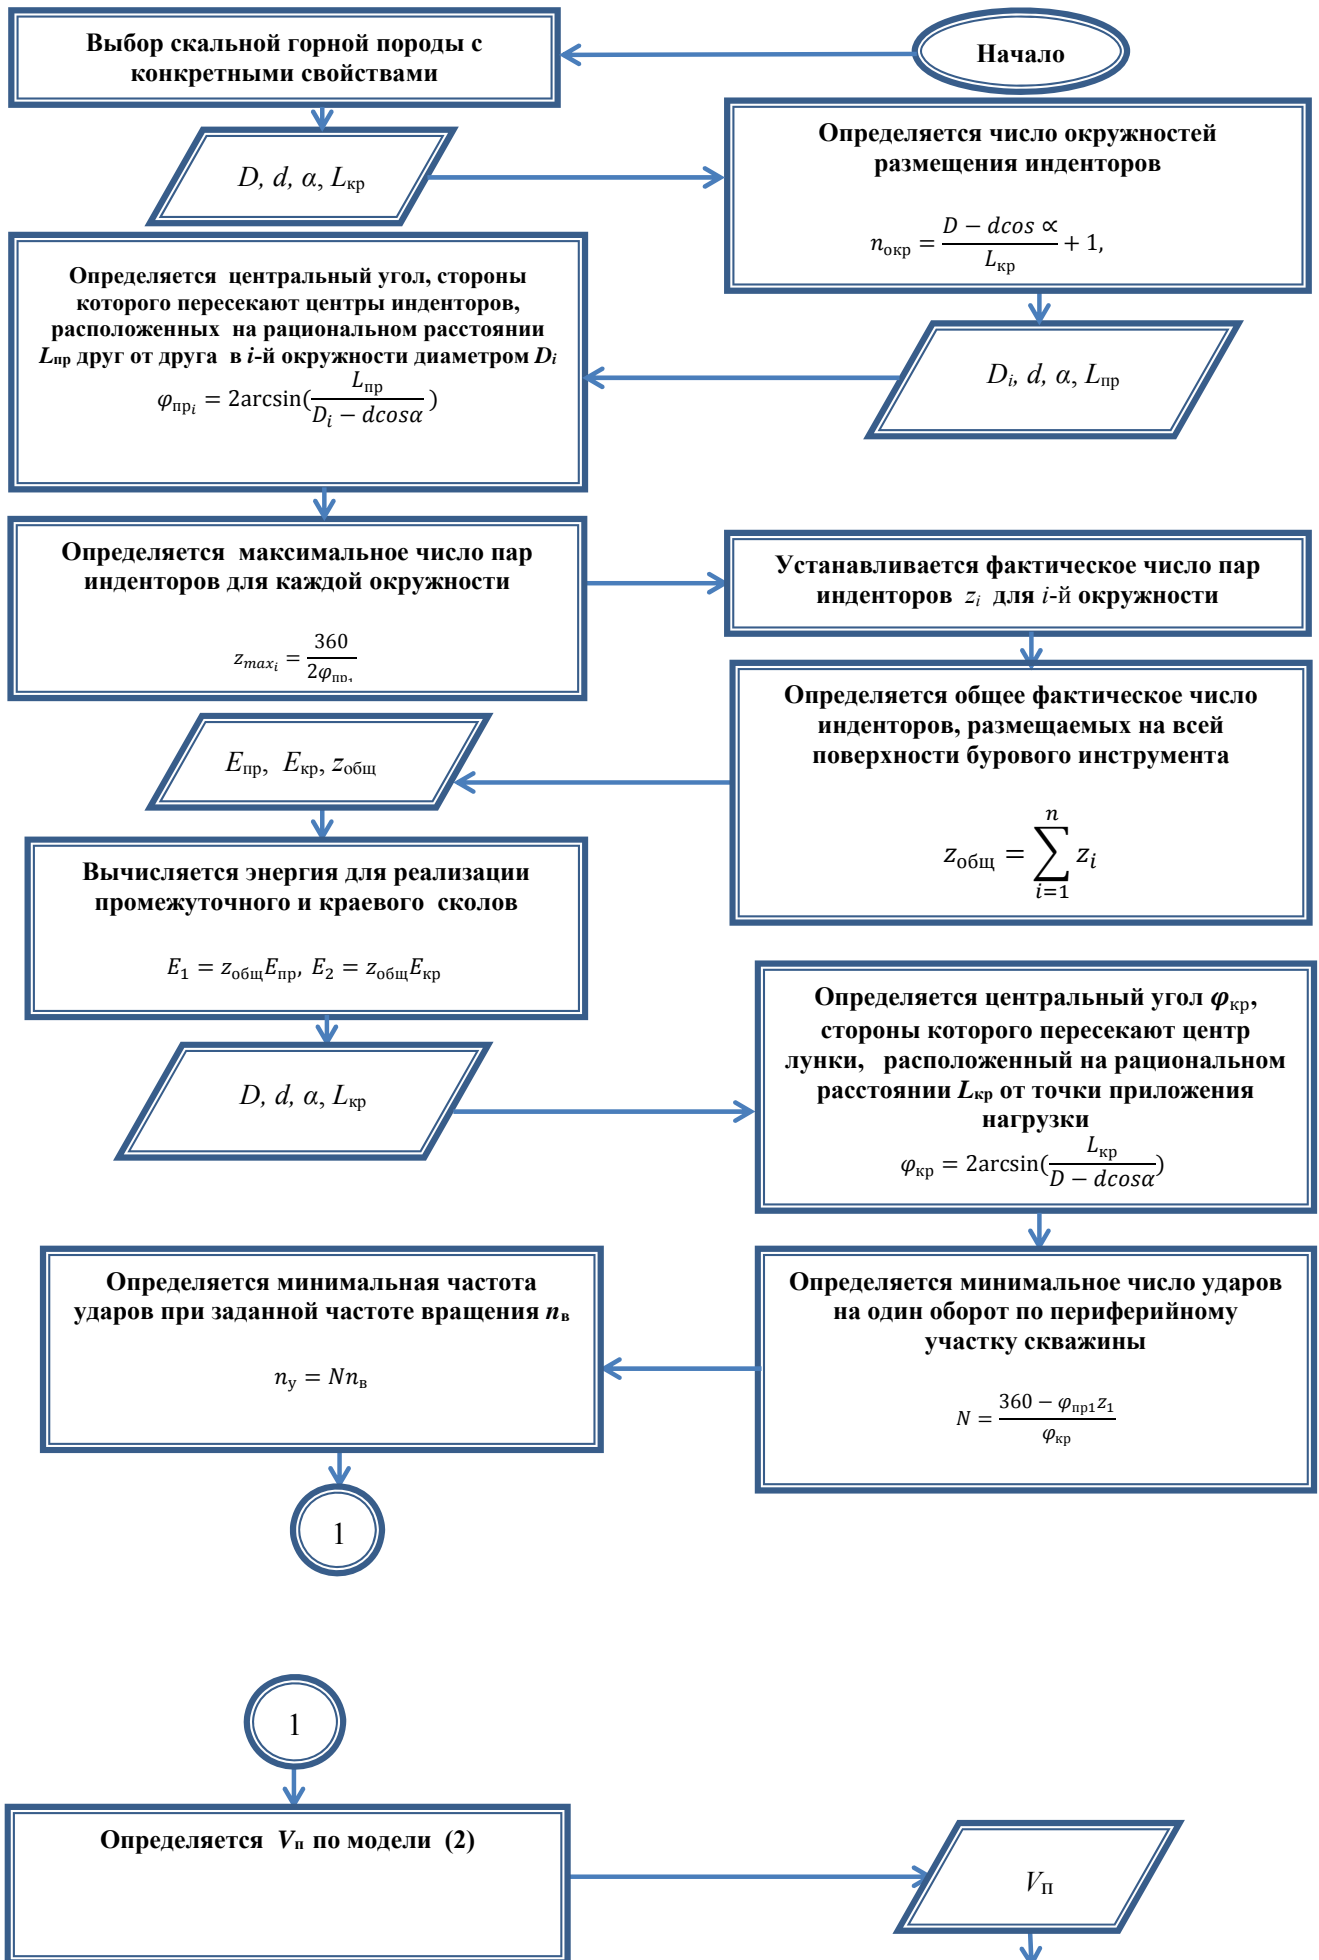 Начало
Выбор скальной горной породы с
конкретными свойствами
D, d, α, Lкр
Определяется число окружностей
размещения инденторов
nокр = (D − dcos ∝)/Lкр + 1,
Di, d, α, Lпр
Определяется центральный угол, стороны
которого пересекают центры инденторов,
расположенных на рациональном расстоянии
Lпр друг от друга в i-й окружности диаметром Di
φпрi = 2arcsin(Lпр/(Di − dcosα))
Определяется максимальное число пар
инденторов для каждой окружности
zmaxi = 360/2φпр1
Устанавливается фактическое число пар
инденторов zi для i-й окружности
Определяется общее фактическое число
инденторов, размещаемых на всей
поверхности бурового инструмента
zобщ = ∑ i=1 n zi
Eпр, Eкр, zобщ
Вычисляется энергия для реализации
промежуточного и краевого сколов
E1 = zобщEпр, E2 = zобщEкр
D, d, α, Lкр
Определяется центральный угол φкр,
стороны которого пересекают центр
лунки, расположенный на рациональном
расстоянии Lкр от точки приложения
нагрузки
φкр = 2arcsin(Lкр/(D − dcosα))
Определяется минимальное число ударов
на один оборот по периферийному
участку скважины
N = (360 − φпр1z1)/φкр
Определяется минимальная частота
ударов при заданной частоте вращения nв
nу = Nnв
1
1
Определяется Vп по модели (2)
VП